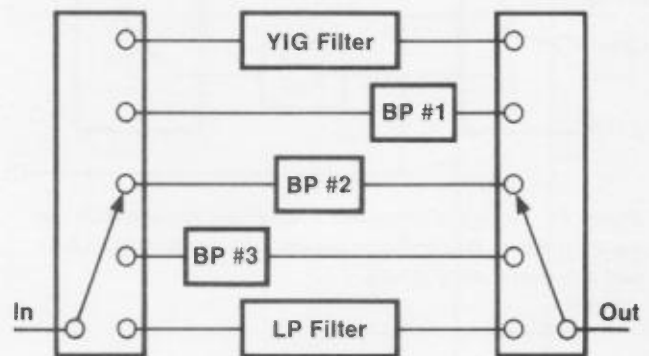 YIG Filter
BP #1
BP #2
BP #3
In
Out
LP Filter